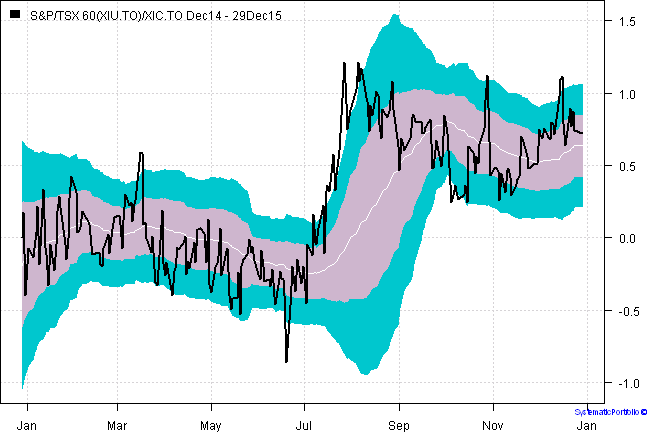 S&P/TSX 60(XIU.TO)/XIC.TO Dec14 - 29Dec15
1.5
1.0
0.5
0.0
-0.5
-1.0
Jan Mar May Jul Sep Nov Jan
SystematicPortfolio ©